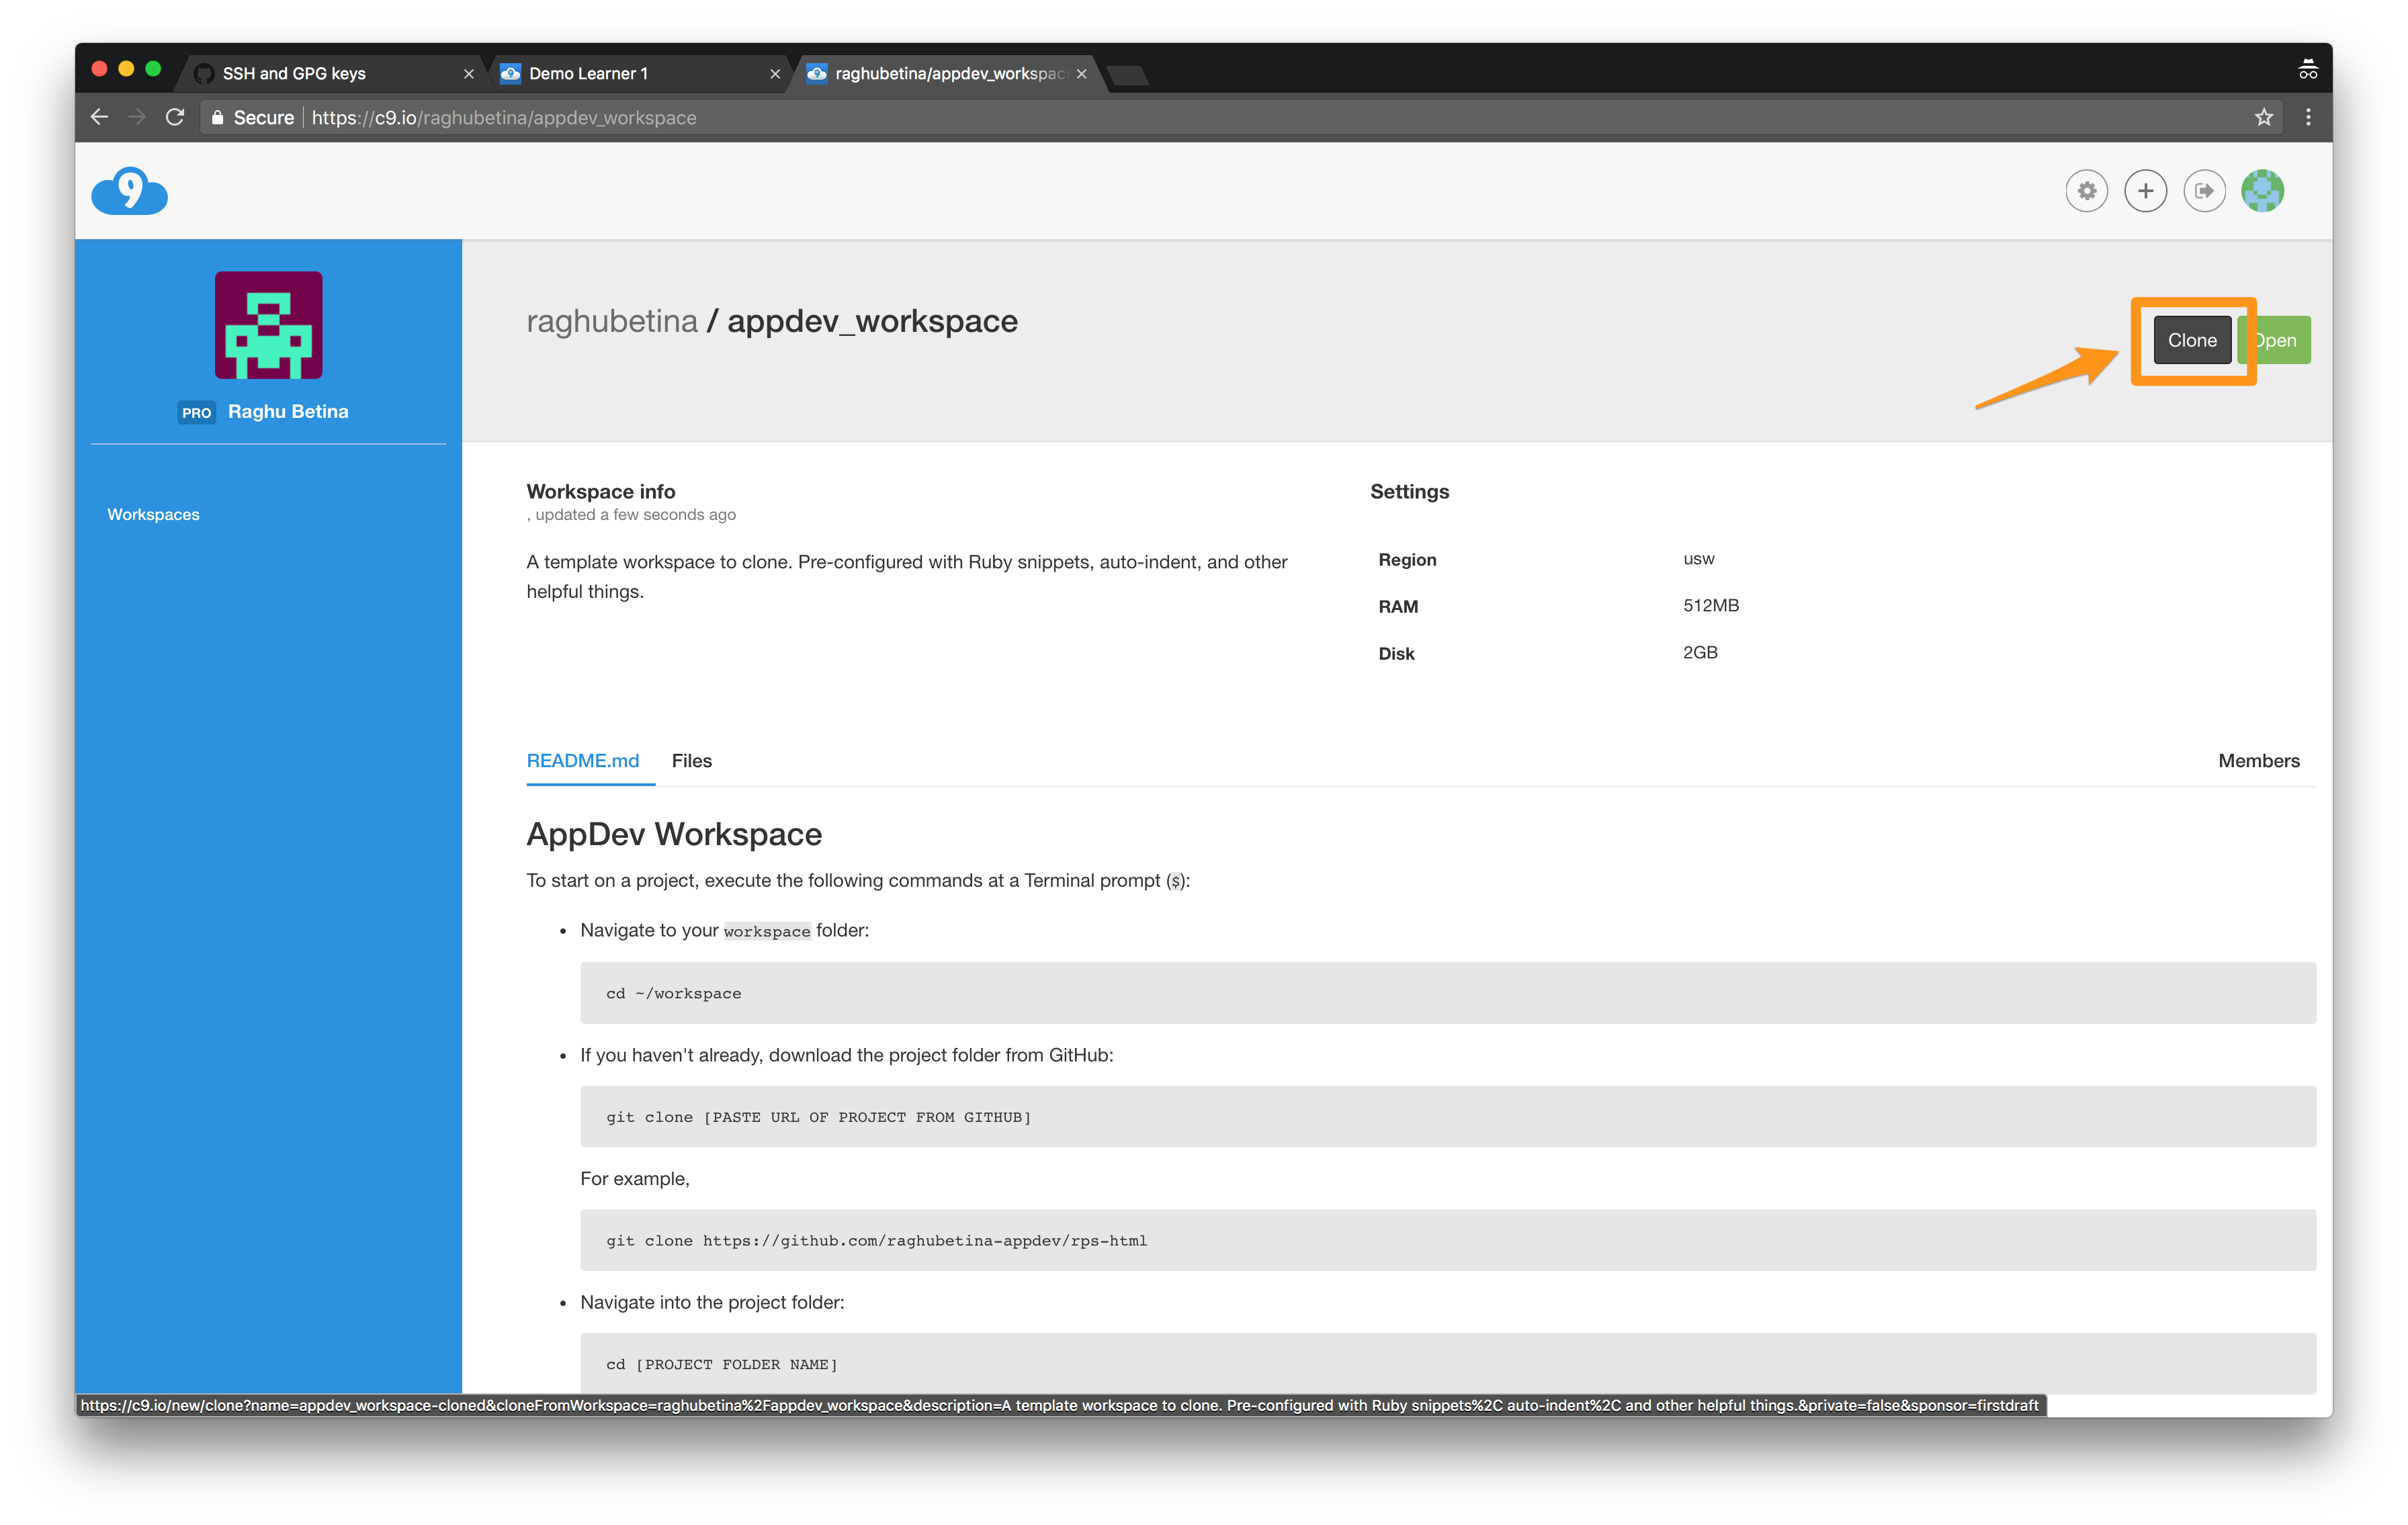 SSH and GPG keys
Demo Learner 1
raghubetina/appdev_workspac
Secure https://c9.io/raghubetina/appdev_workspace
9
raghubetina / appdev_workspace
Clone
Open
PRO Raghu Betina
Workspaces
Workspace info
, updated a few seconds ago
A template workspace to clone. Pre-configured with Ruby snippets, auto-indent, and other
helpful things.
Settings
Region usw
RAM 512MB
Disk 2GB
README.md Files Members
AppDev Workspace
To start on a project, execute the following commands at a Terminal prompt ($):
• Navigate to your workspace folder:
cd ~/workspace
• If you haven't already, download the project folder from GitHub:
git clone [PASTE URL OF PROJECT FROM GITHUB]
For example,
git clone https://github.com/raghubetina-appdev/rps-html
• Navigate into the project folder:
cd [PROJECT FOLDER NAME]
https://c9.io/new/clone?name=appdev_workspace-cloned&cloneFromWorkspace=raghubetina%2Fappdev_workspace&description=A template workspace to clone. Pre-configured with Ruby snippets%2C auto-indent%2C and other helpful things.&private=false&sponsor=firstdraft